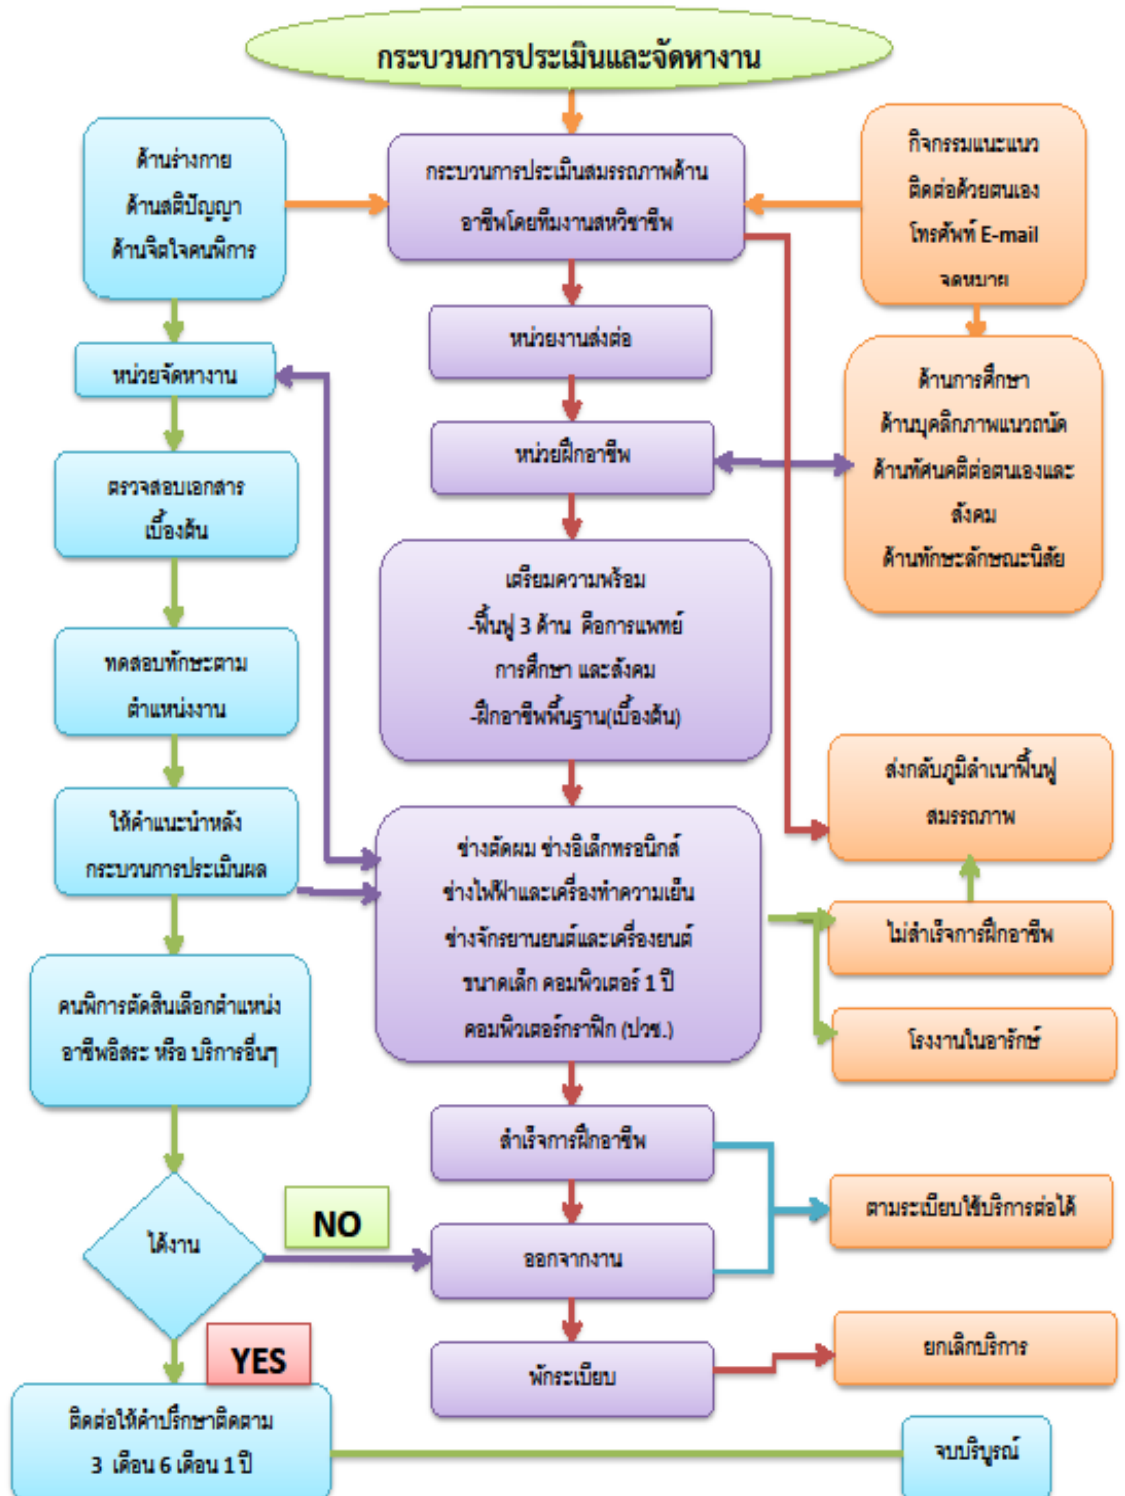 กระบวนการประเมินและจัดหางาน
ด้านร่างกาย
ด้านสติปัญญา
ด้านจิตใจคนพิการ
กระบวนการประเมินสมรรถภาพด้าน
อาชีพโดยทีมงานสหวิชาชีพ
กิจกรรมแนะแนว
ติดต่อด้วยตนเอง
โทรศัพท์ E-mail
จดหมาย
หน่วยงานส่งต่อ
หน่วยจัดหางาน
หน่วยฝึกอาชีพ
ด้านการศึกษา
ด้านบุคลิกภาพแนวถนัด
ด้านทัศนคติต่อตนเองและ
สังคม
ด้านทักษะลักษณะนิสัย
ตรวจสอบเอกสาร
เบื้องต้น
เตรียมความพร้อม
-ฟื้นฟู 3 ด้าน คือการแพทย์
การศึกษา และสังคม
-ฝึกอาชีพพื้นฐาน(เบื้องต้น)
ทดสอบทักษะตาม
ตำแหน่งงาน
ส่งกลับภูมิลำเนาฟื้นฟู
สมรรถภาพ
ให้คำแนะนำหลัง
กระบวนการประเมินผล
ช่างตัดผม ช่างอิเล็กทรอนิกส์
ช่างไฟฟ้าและเครื่องทำความเย็น
ช่างจักรยานยนต์และเครื่องยนต์
ขนาดเล็ก คอมพิวเตอร์ 1 ปี
คอมพิวเตอร์กราฟิก (ปวช.)
ไม่สำเร็จการฝึกอาชีพ
โรงงานในอารักษ์
คนพิการตัดสินเลือกตำแหน่ง
อาชีพอิสระ หรือ บริการอื่นๆ
สำเร็จการฝึกอาชีพ
ตามระเบียบใช้บริการต่อได้
ได้งาน
NO
ออกจากงาน
YES
พักระเบียบ
ยกเลิกบริการ
ติดต่อให้คำปรึกษาติดตาม
3 เดือน 6 เดือน 1 ปี
จบบริบูรณ์